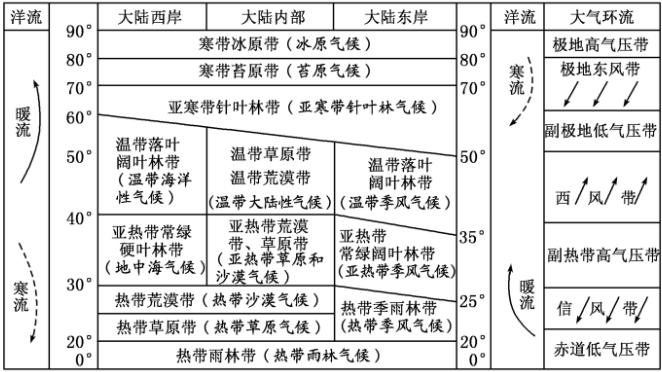 洋流 大陆西岸 大陆内部 大陆东岸 洋流 大气环流
90° 寒带冰原带（冰原气候） 90° 极地高气压带
80° 寒带苔原带（苔原气候） 80° 极地东风带
70° 亚寒带针叶林带（亚寒带针叶林气候） 70°
60°
暖流
寒流
副极地低气压带
温带落叶
阔叶林带
（温带海洋
性气候）
温带草原带
温带荒漠带
（温带大陆性气候）
温带落叶
阔叶林带
（温带季风气候）
50° 50°
西 风 带
40°
35°
亚热带常绿
硬叶林带
（地中海气候）
亚热带荒漠
带、草原带
（亚热带草原和
沙漠气候）
亚热带
常绿阔叶林带
（亚热带季风气候）
副热带高气压带
30°
寒流
暖流
25°
热带荒漠带（热带沙漠气候）
热带草原带（热带草原气候）
热带季雨林带
（热带季风气候）
信 风 带
20° 20°
0° 热带雨林带（热带雨林气候） 0° 赤道低气压带